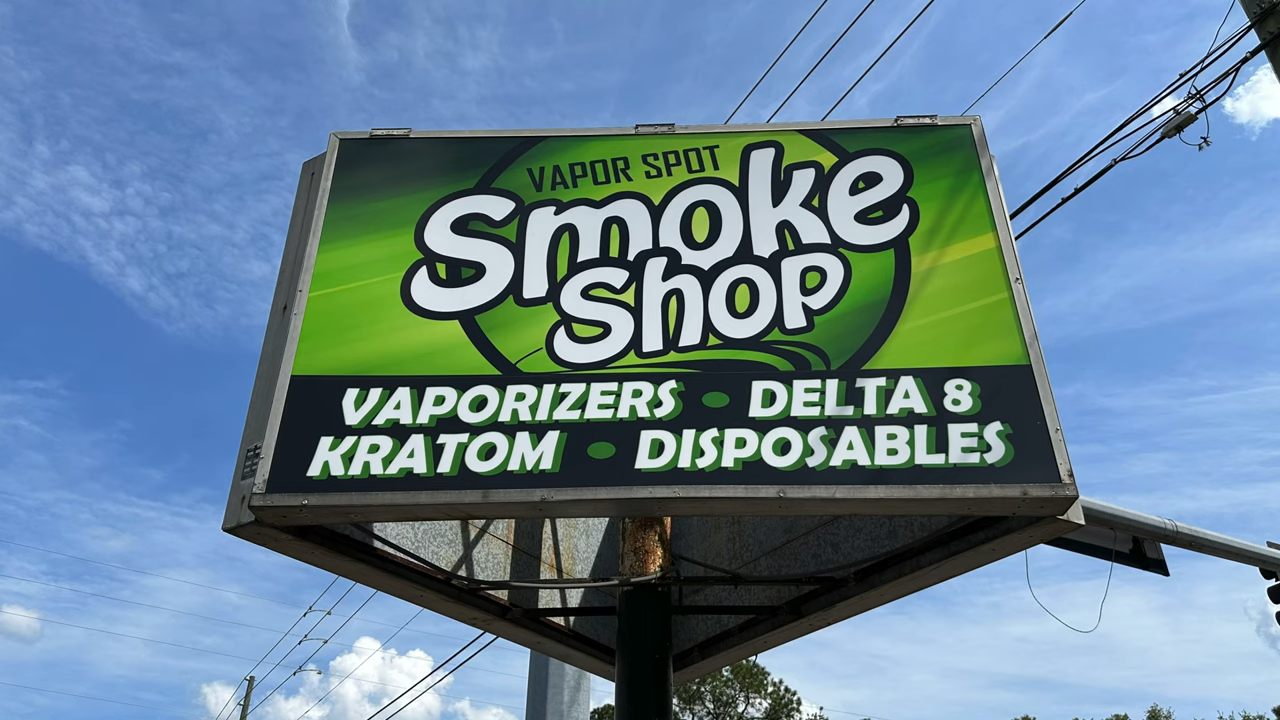 VAPOR SPOT
Smoke
Shop
VAPORIZERS • DELTA 8
KRATOM • DISPOSABLES